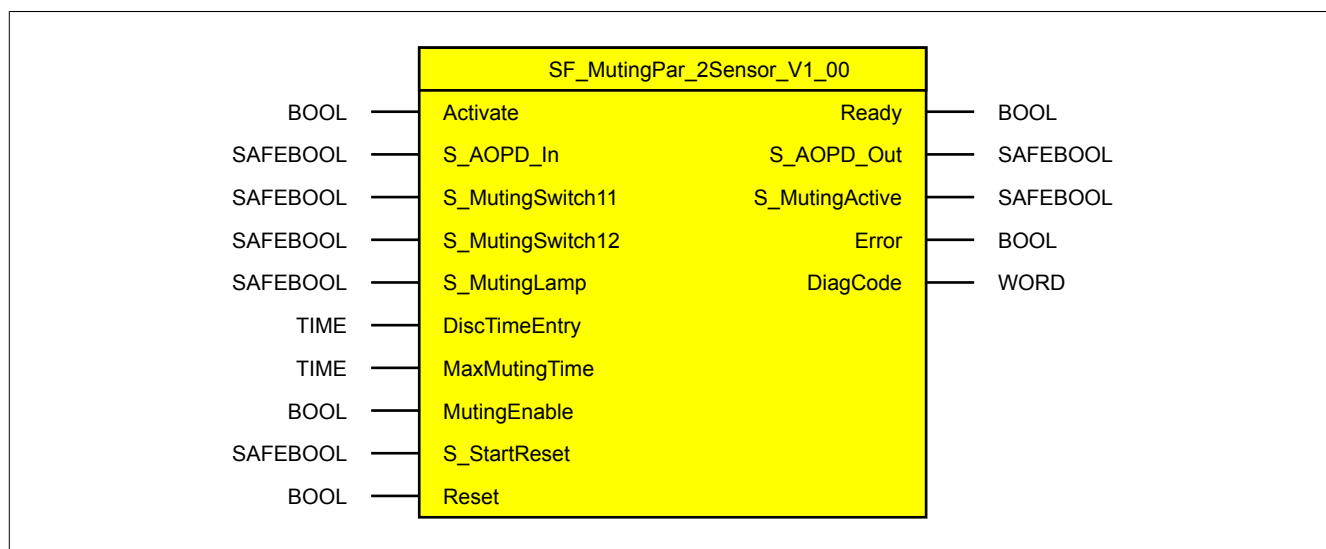 SF_MutingPar_2Sensor_V1_00
BOOL Activate Ready BOOL
SAFEBOOL S_AOPD_In S_AOPD_Out SAFEBOOL
SAFEBOOL S_MutingSwitch11 S_MutingActive SAFEBOOL
SAFEBOOL S_MutingSwitch12 Error BOOL
SAFEBOOL S_MutingLamp DiagCode WORD
TIME DiscTimeEntry
TIME MaxMutingTime
BOOL MutingEnable
SAFEBOOL S_StartReset
BOOL Reset